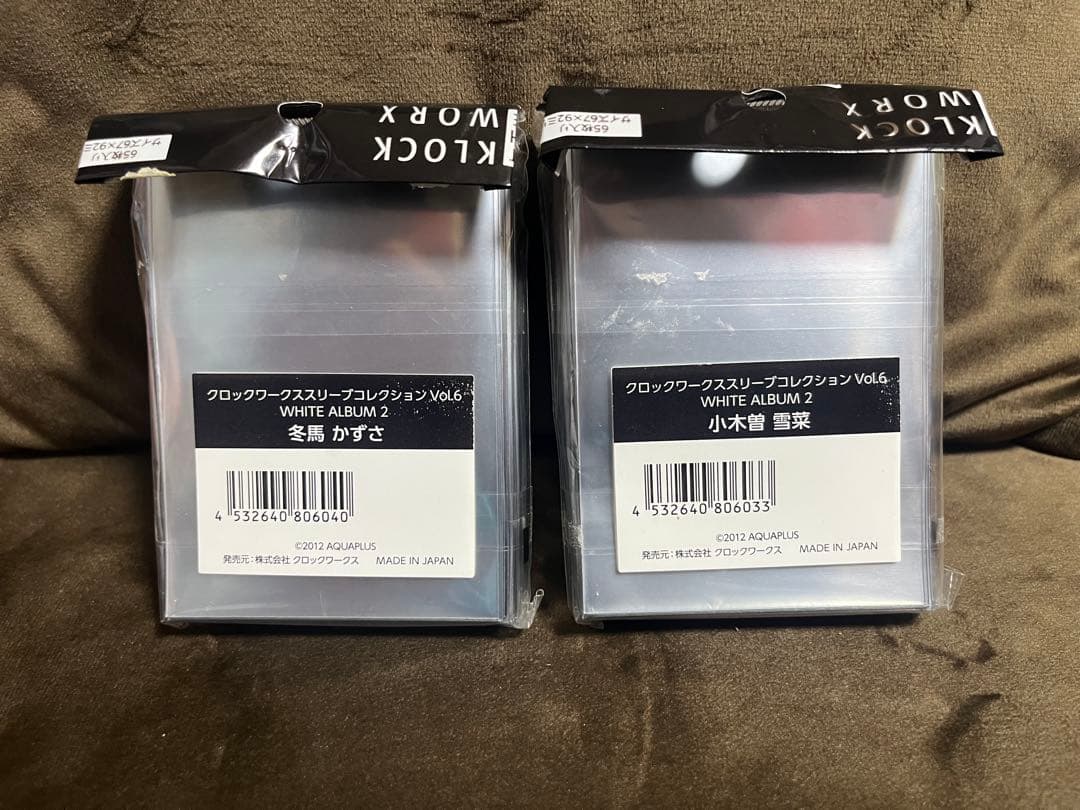 KLOCK
WORX
65枚入り
サイズ67×92ミ
クロックワークススリーブコレクション Vol.6
WHITE ALBUM 2
冬馬 かずさ
4 532640 806040
©2012 AQUAPLUS
発売元：株式会社 クロックワークス MADE IN JAPAN
KLOCK
WORX
65枚入り
サイズ67×92ミ
クロックワークススリーブコレクション Vol.6
WHITE ALBUM 2
小木曽 雪菜
4 532640 806033
©2012 AQUAPLUS
発売元：株式会社 クロックワークス MADE IN JAPAN